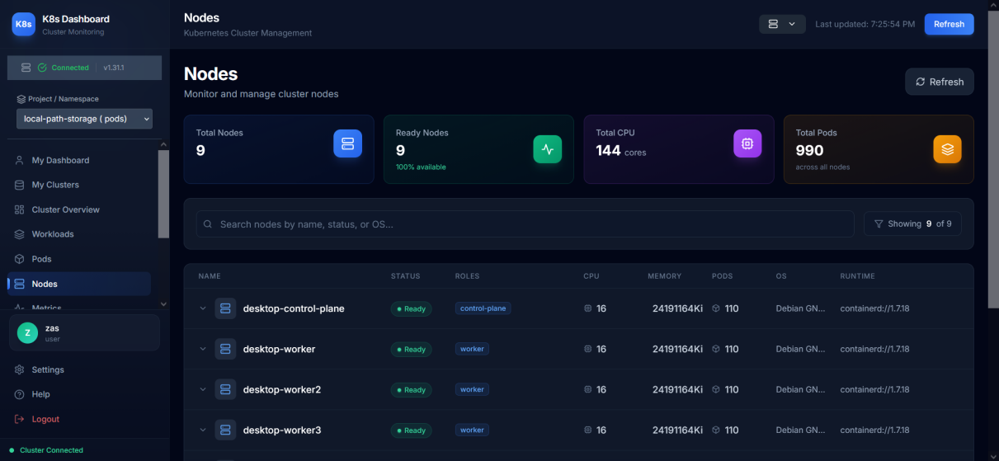 K8s
K8s Dashboard
Cluster Monitoring
Connected
v1.31.1
Project / Namespace
local-path-storage ( pods)
My Dashboard
My Clusters
Cluster Overview
Workloads
Pods
Nodes
Metrics
Z
zas
user
Settings
Help
Logout
Cluster Connected
Nodes
Kubernetes Cluster Management
Last updated: 7:25:54 PM
Refresh
Nodes
Monitor and manage cluster nodes
Refresh
Total Nodes
9
Ready Nodes
9
100% available
Total CPU
144 cores
Total Pods
990
across all nodes
Search nodes by name, status, or OS...
Showing 9 of 9
NAME STATUS ROLES CPU MEMORY PODS OS RUNTIME
desktop-control-plane Ready control-plane 16 24191164Ki 110 Debian GN... containerd://1.7.18
desktop-worker Ready worker 16 24191164Ki 110 Debian GN... containerd://1.7.18
desktop-worker2 Ready worker 16 24191164Ki 110 Debian GN... containerd://1.7.18
desktop-worker3 Ready worker 16 24191164Ki 110 Debian GN... containerd://1.7.18